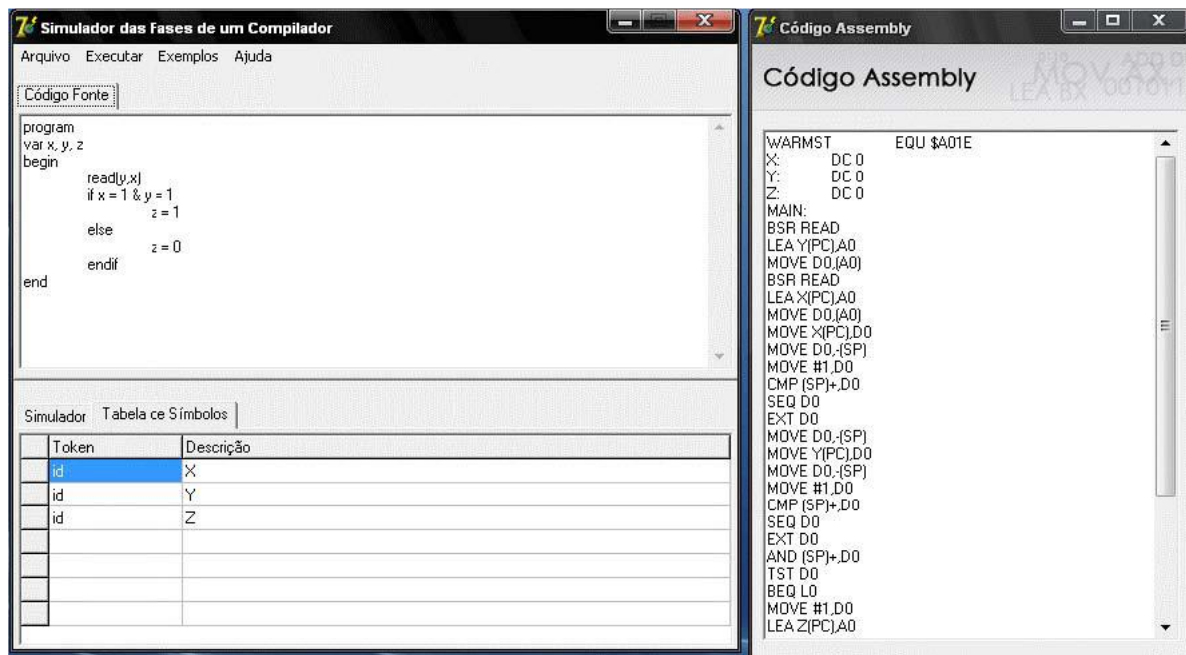 Simulador das Fases de um Compilador
Arquivo Executar Exemplos Ajuda
Código Fonte
program
var x, y, z
begin
read(y,x)
if x = 1 & y = 1
z = 1
else
z = 0
endif
end
Simulador Tabela ce Símbolos
Token Descrição
id X
id Y
id Z
Código Assembly
Código Assembly
MOV AX
LEA BX 001011
WARMST EQU $A01E
X: DC 0
Y: DC 0
Z: DC 0
MAIN:
BSR READ
LEA Y(PC),A0
MOVE D0,(A0)
BSR READ
LEA X(PC),A0
MOVE D0,(A0)
MOVE X(PC),D0
MOVE D0,-(SP)
MOVE #1,D0
CMP (SP)+,D0
SEQ D0
EXT D0
MOVE D0,-(SP)
MOVE Y(PC),D0
MOVE D0,-(SP)
MOVE #1,D0
CMP (SP)+,D0
SEQ D0
EXT D0
AND (SP)+,D0
TST D0
BEQ L0
MOVE #1,D0
LEA Z(PC),A0